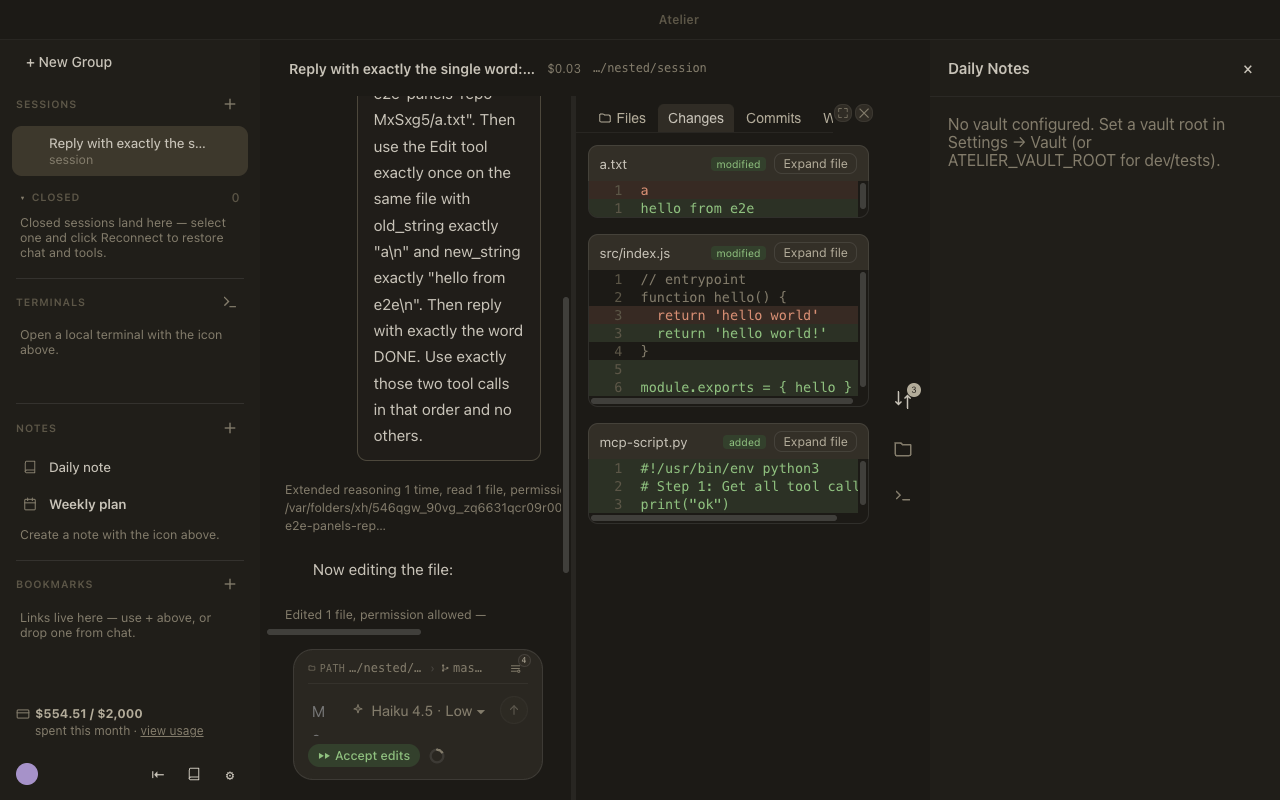 Atelier
+ New Group
SESSIONS
Reply with exactly the s...
session
CLOSED 0
Closed sessions land here — select
one and click Reconnect to restore
chat and tools.
TERMINALS
Open a local terminal with the icon
above.
NOTES
Daily note
Weekly plan
Create a note with the icon above.
BOOKMARKS
Links live here — use + above, or
drop one from chat.
$554.51 / $2,000
spent this month · view usage
Reply with exactly the single word:... $0.03 …/nested/session
MxSxg5/a.txt". Then
use the Edit tool
exactly once on the
same file with
old_string exactly
"a\n" and new_string
exactly "hello from
e2e\n". Then reply
with exactly the word
DONE. Use exactly
those two tool calls
in that order and no
others.
Extended reasoning 1 time, read 1 file, permissi
/var/folders/xh/546qgw_90vg_zq6631qcr09r00
e2e-panels-rep...
Now editing the file:
Edited 1 file, permission allowed —
PATH …/nested/… › mas… 4
M Haiku 4.5 · Low
Accept edits
Files Changes Commits
a.txt modified Expand file
1 a
1 hello from e2e
src/index.js modified Expand file
1 // entrypoint
2 function hello() {
3 return 'hello world'
3 return 'hello world!'
4 }
5
6 module.exports = { hello }
mcp-script.py added Expand file
1 #!/usr/bin/env python3
2 # Step 1: Get all tool call
3 print("ok")
3
Daily Notes ×
No vault configured. Set a vault root in
Settings → Vault (or
ATELIER_VAULT_ROOT for dev/tests).